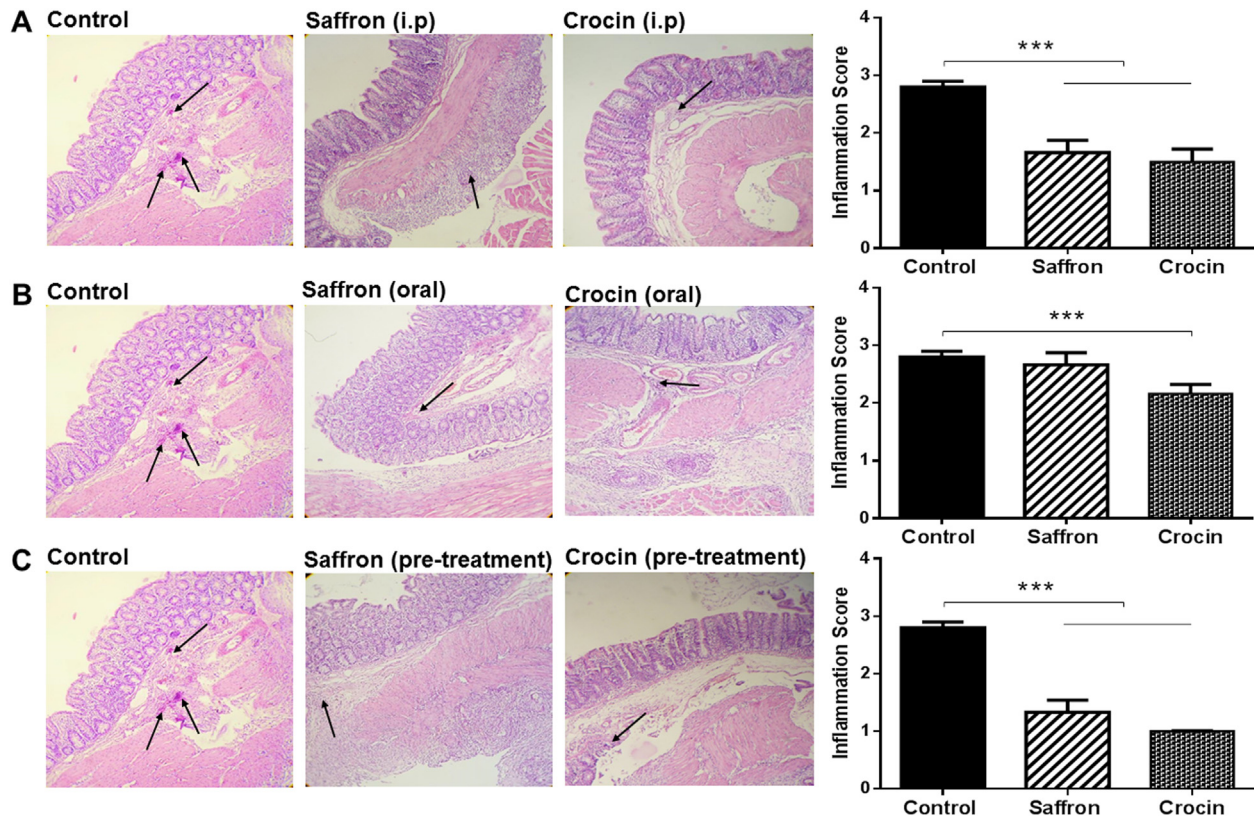 A
Control
Saffron (i.p)
Crocin (i.p)
Inflammation Score
4
3
2
1
0
***
Control
Saffron
Crocin
B
Control
Saffron (oral)
Crocin (oral)
Inflammation Score
4
3
2
1
0
***
Control
Saffron
Crocin
C
Control
Saffron (pre-treatment)
Crocin (pre-treatment)
Inflammation Score
4
3
2
1
0
***
Control
Saffron
Crocin